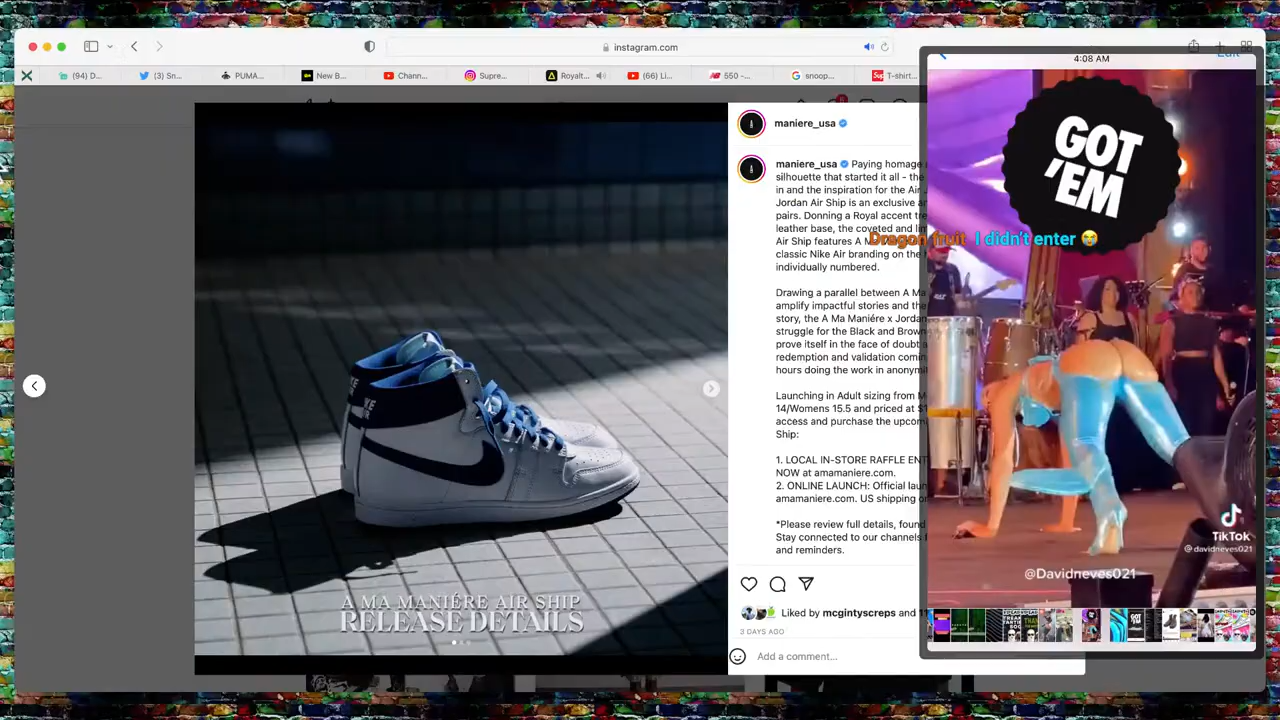 instagram.com
(94) D...
(3) Sn...
PUMA...
New B...
Chann...
Supre...
Royalt...
(66) Li...
550 -...
snoop...
T-shirt...
maniere_usa
maniere_usa Paying homage
silhouette that started it all - the
in and the inspiration for the Air J
Jordan Air Ship is an exclusive an
pairs. Donning a Royal accent tre
leather base, the coveted and lim
Air Ship features A M
classic Nike Air branding on the
individually numbered.
Drawing a parallel between A Ma
amplify impactful stories and the
story, the A Ma Maniére x Jordan
struggle for the Black and Brown
prove itself in the face of doubt
redemption and validation comin
hours doing the work in anonymit
Launching in Adult sizing from M
14/Womens 15.5 and priced at $1
access and purchase the upcom
Ship:
1. LOCAL IN-STORE RAFFLE ENT
NOW at amamaniere.com.
2. ONLINE LAUNCH: Official laun
amamaniere.com. US shipping o
*Please review full details, found
Stay connected to our channels f
and reminders.
Liked by mcgintyscreps and 1
3 DAYS AGO
Add a comment...
A MA MANIÉRE AIR SHIP
RELEASE DETAILS
4:08 AM
Edit
GOT
'EM
Dragon fruit I didn't enter 😭
TikTok
@davidneves021
@Davidneves021